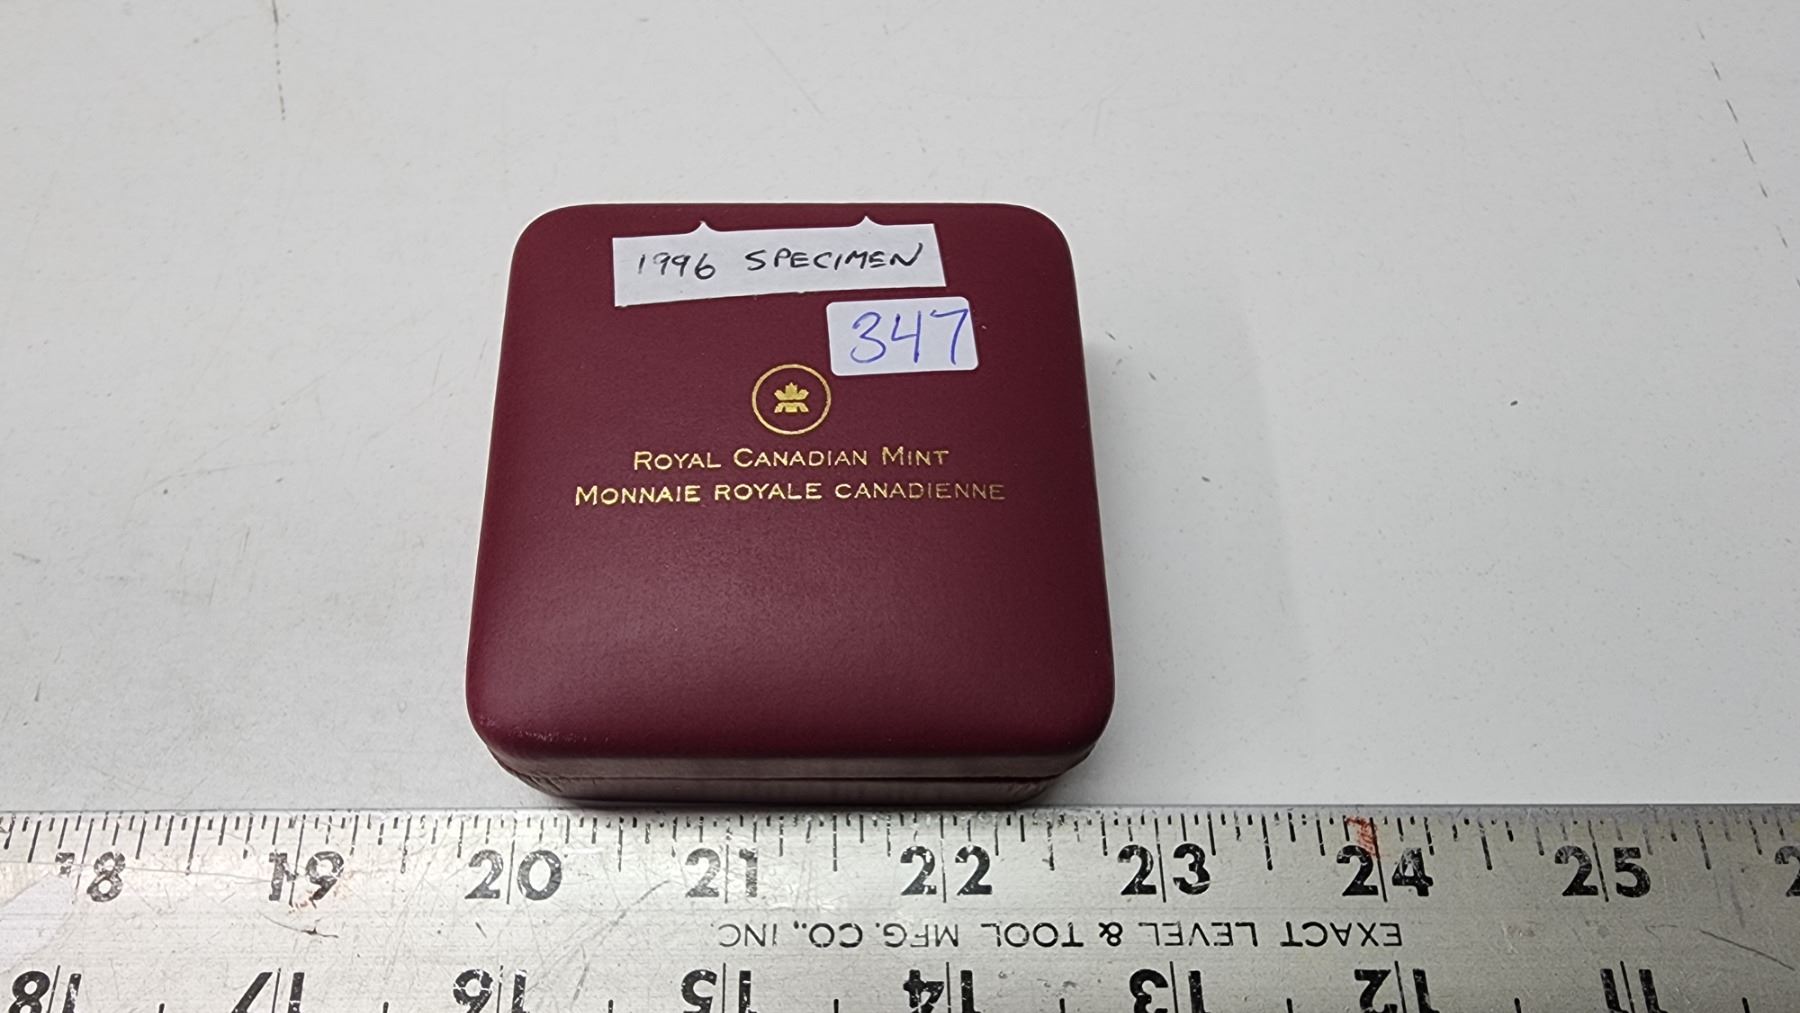 1996 SPECIMEN
347
ROYAL CANADIAN MINT
MONNAIE ROYALE CANADIENNE
18 19 20 21 22 23 24 25 2
EXACT LEVEL & TOOL MFG. CO., INC.
18 17 16 15 14 13 12 11